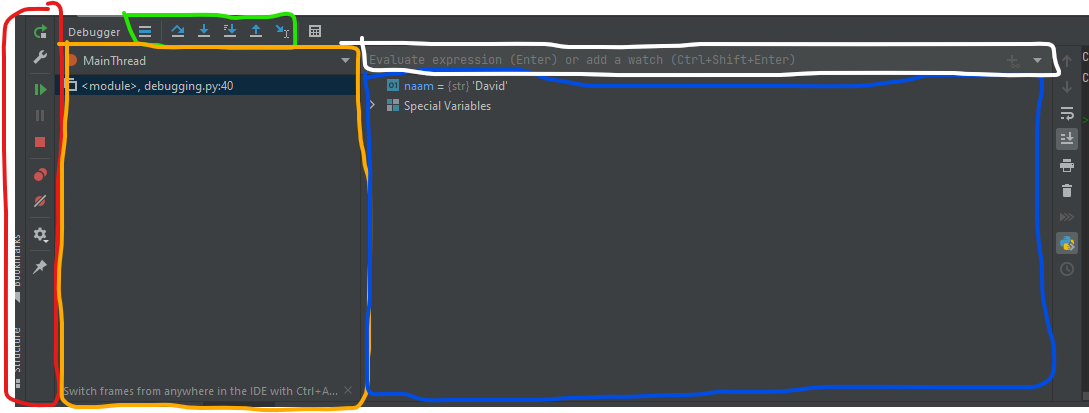 Debugger
MainThread
<module>, debugging.py:40
Switch frames from anywhere in the IDE with Ctrl+A...
Evaluate expression (Enter) or add a watch (Ctrl+Shift+Enter)
naam = {str} 'David'
Special Variables
Bookmarks
Structure
C
C
>